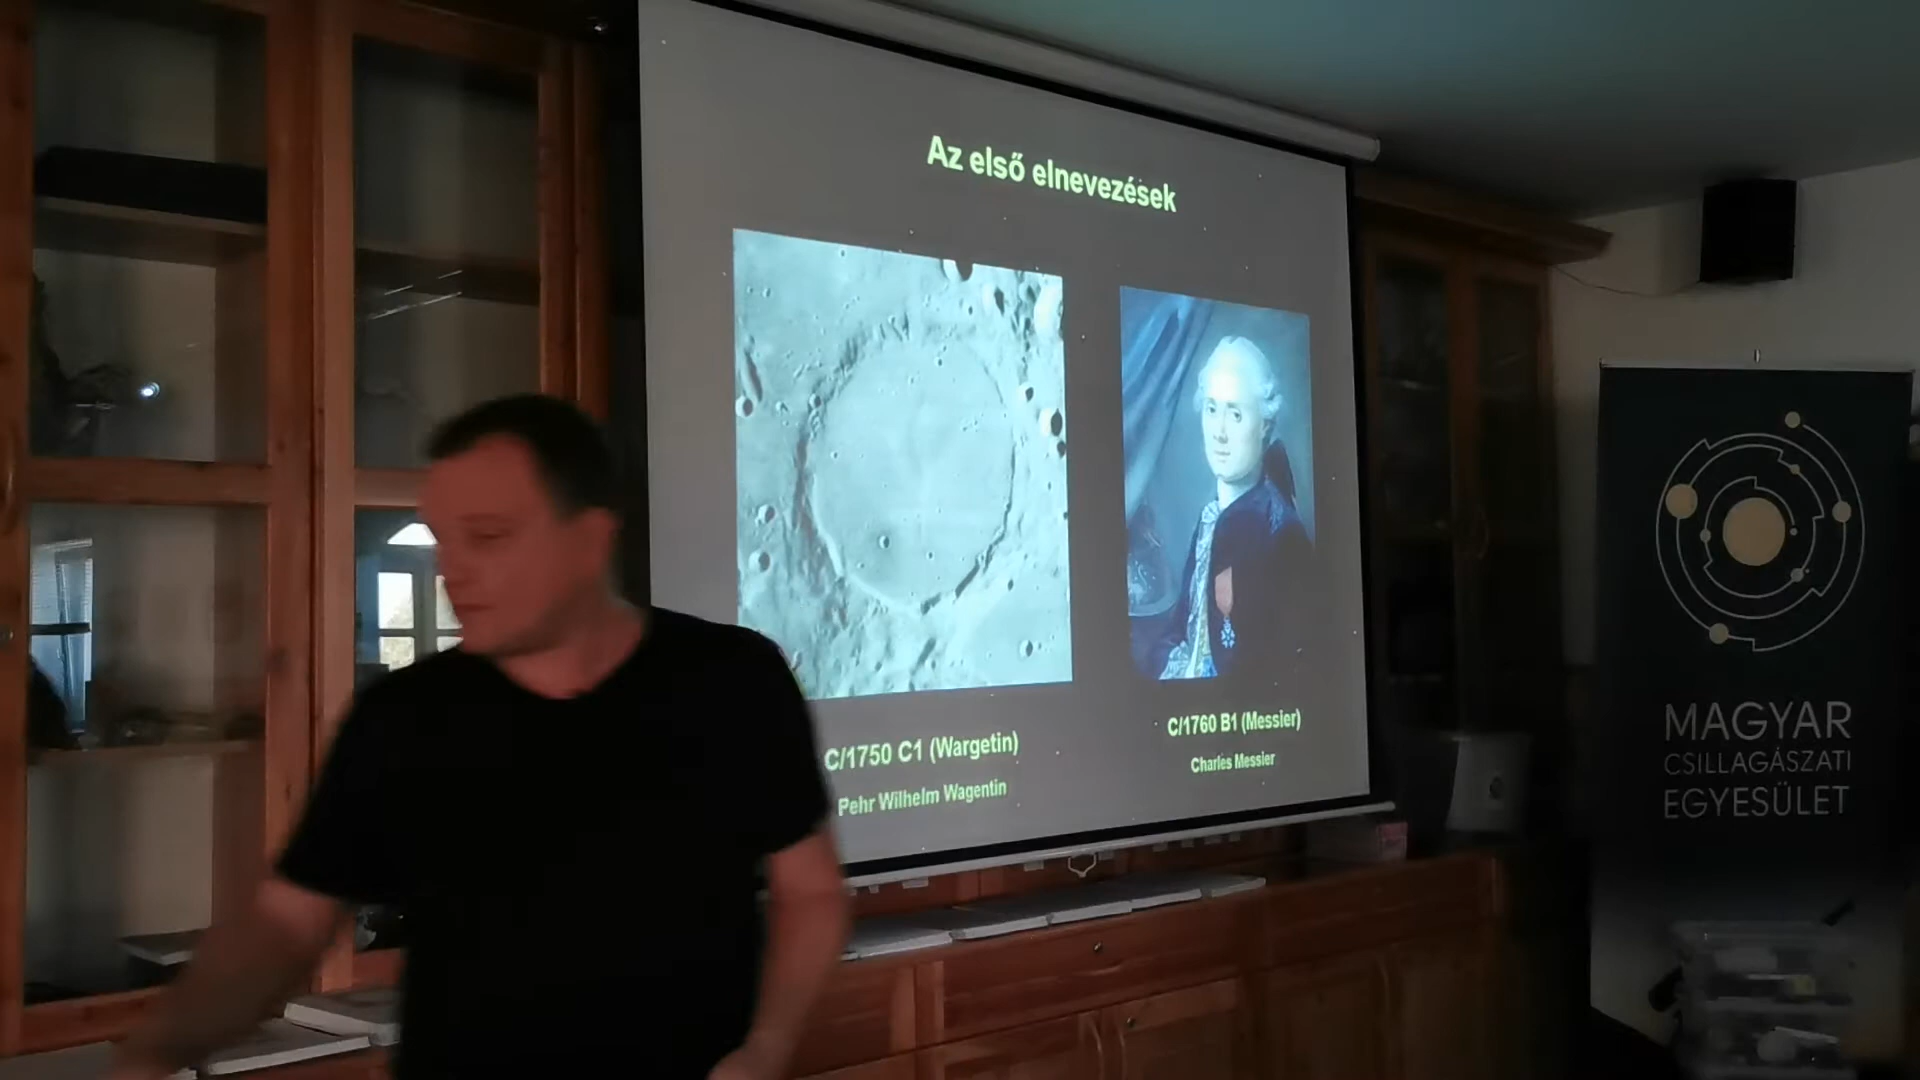 Az első elnevezések
C/1750 C1 (Wargetin)
Pehr Wilhelm Wagentin
C/1760 B1 (Messier)
Charles Messier
MAGYAR
CSILLAGÁSZATI
EGYESÜLET